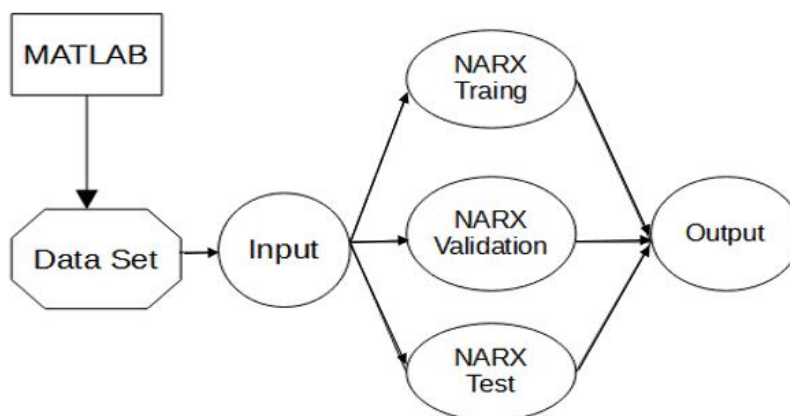 MATLAB
Data Set
Input
NARX
Traing
NARX
Validation
NARX
Test
Output